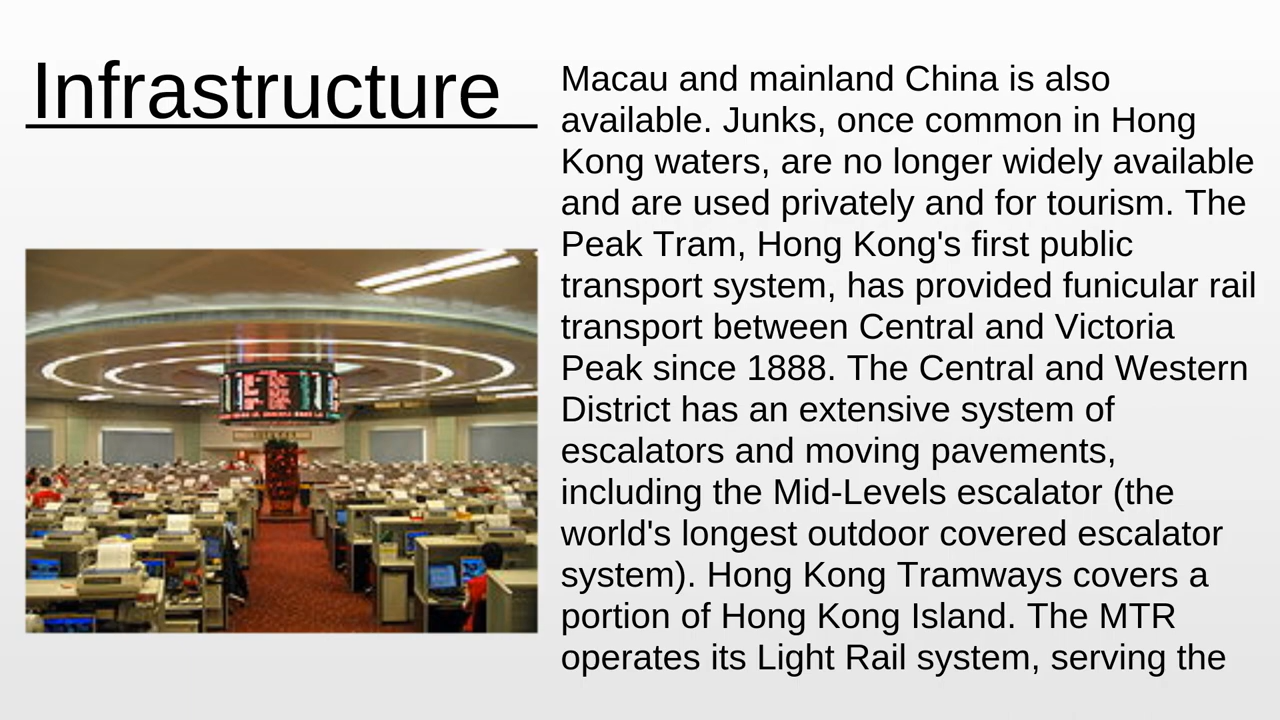 Infrastructure
Macau and mainland China is also
available. Junks, once common in Hong
Kong waters, are no longer widely available
and are used privately and for tourism. The
Peak Tram, Hong Kong's first public
transport system, has provided funicular rail
transport between Central and Victoria
Peak since 1888. The Central and Western
District has an extensive system of
escalators and moving pavements,
including the Mid-Levels escalator (the
world's longest outdoor covered escalator
system). Hong Kong Tramways covers a
portion of Hong Kong Island. The MTR
operates its Light Rail system, serving the